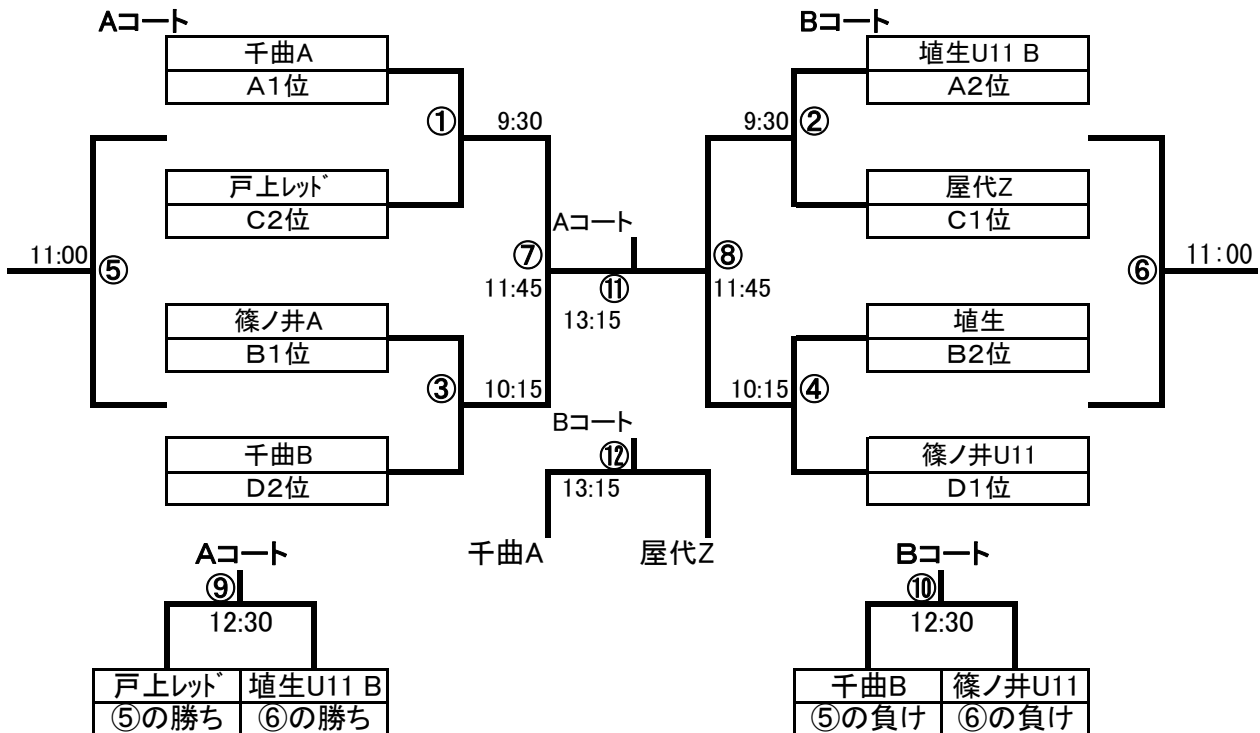 Aコート
Bコート
千曲A
A1位
埴生U11 B
A2位
①
9:30
9:30
②
戸上レッド
C2位
屋代Z
C1位
Aコート
11:00
⑤
⑦
11:45
⑪
13:15
⑧
11:45
⑥
11:00
篠ノ井A
B1位
埴生
B2位
③
10:15
10:15
④
Bコート
⑫
13:15
千曲B
D2位
篠ノ井U11
D1位
千曲A
屋代Z
Aコート
⑨
12:30
Bコート
⑩
12:30
戸上レッド
埴生U11 B
⑤の勝ち
⑥の勝ち
千曲B
篠ノ井U11
⑤の負け
⑥の負け